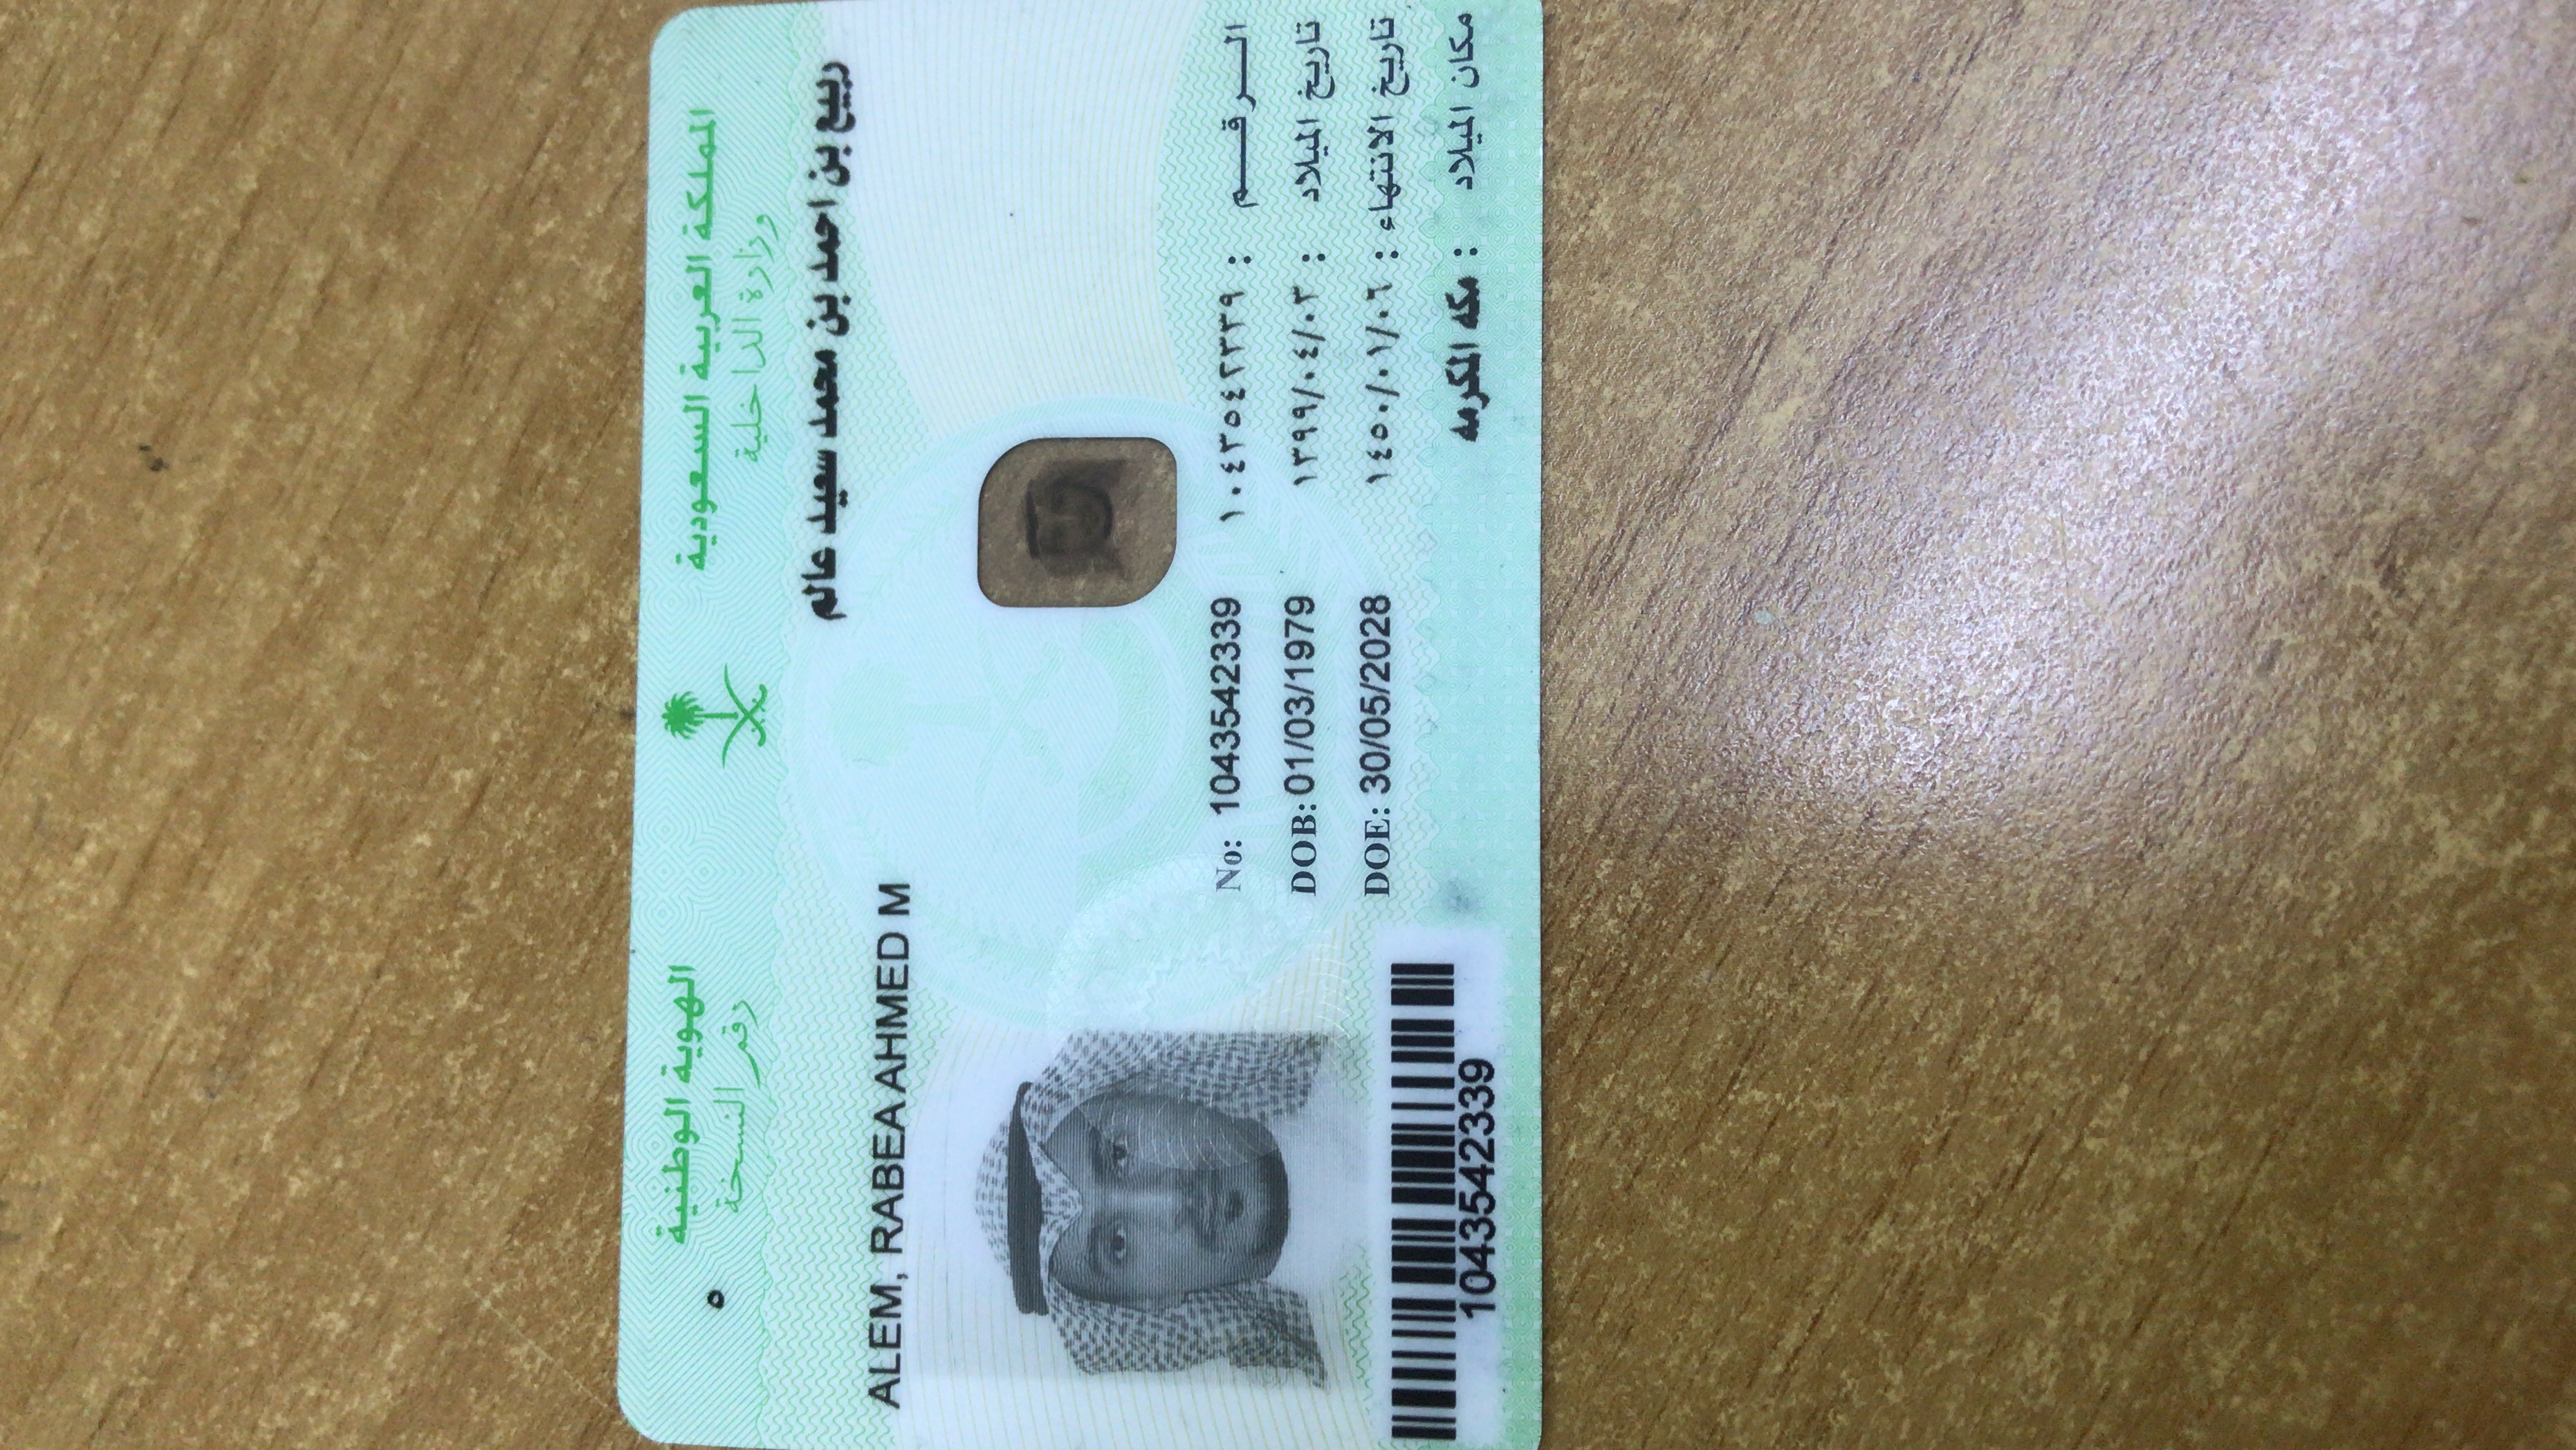 المملكة العربية السعودية
وزارة الداخلية
الهوية الوطنية
رقم النسخة ٥
ربيع بن احمد بن محمد سعيد عالم
ALEM, RABEA AHMED M
No: 1043542339
الرقم : ١٠٤٣٥٤٢٣٣٩
DOB: 01/03/1979
تاريخ الميلاد : ١٣٩٩/٠٤/٠٣
DOE: 30/05/2028
تاريخ الانتهاء : ١٤٥٠/٠١/٠٦
مكان الميلاد : مكه المكرمه
1043542339